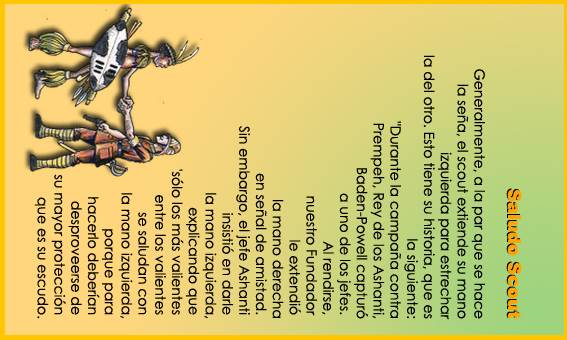 Saludo Scout
Generalmente, a la par que se hace
la seña, el scout extiende su mano
izquierda para estrechar
la del otro. Esto tiene su historia, que es
la siguiente:
"Durante la campaña contra
Prempeh, Rey de los Ashanti,
Baden-Powell capturó
a uno de los jefes.
Al rendirse,
nuestro Fundador
le extendió
la mano derecha
en señal de amistad.
Sin embargo, el jefe Ashanti
insistió en darle
la mano izquierda,
explicando que
'sólo los más valientes
entre los valientes
se saludan con
la mano izquierda,
porque para
hacerlo deberían
desproveerse de
su mayor protección
que es su escudo.